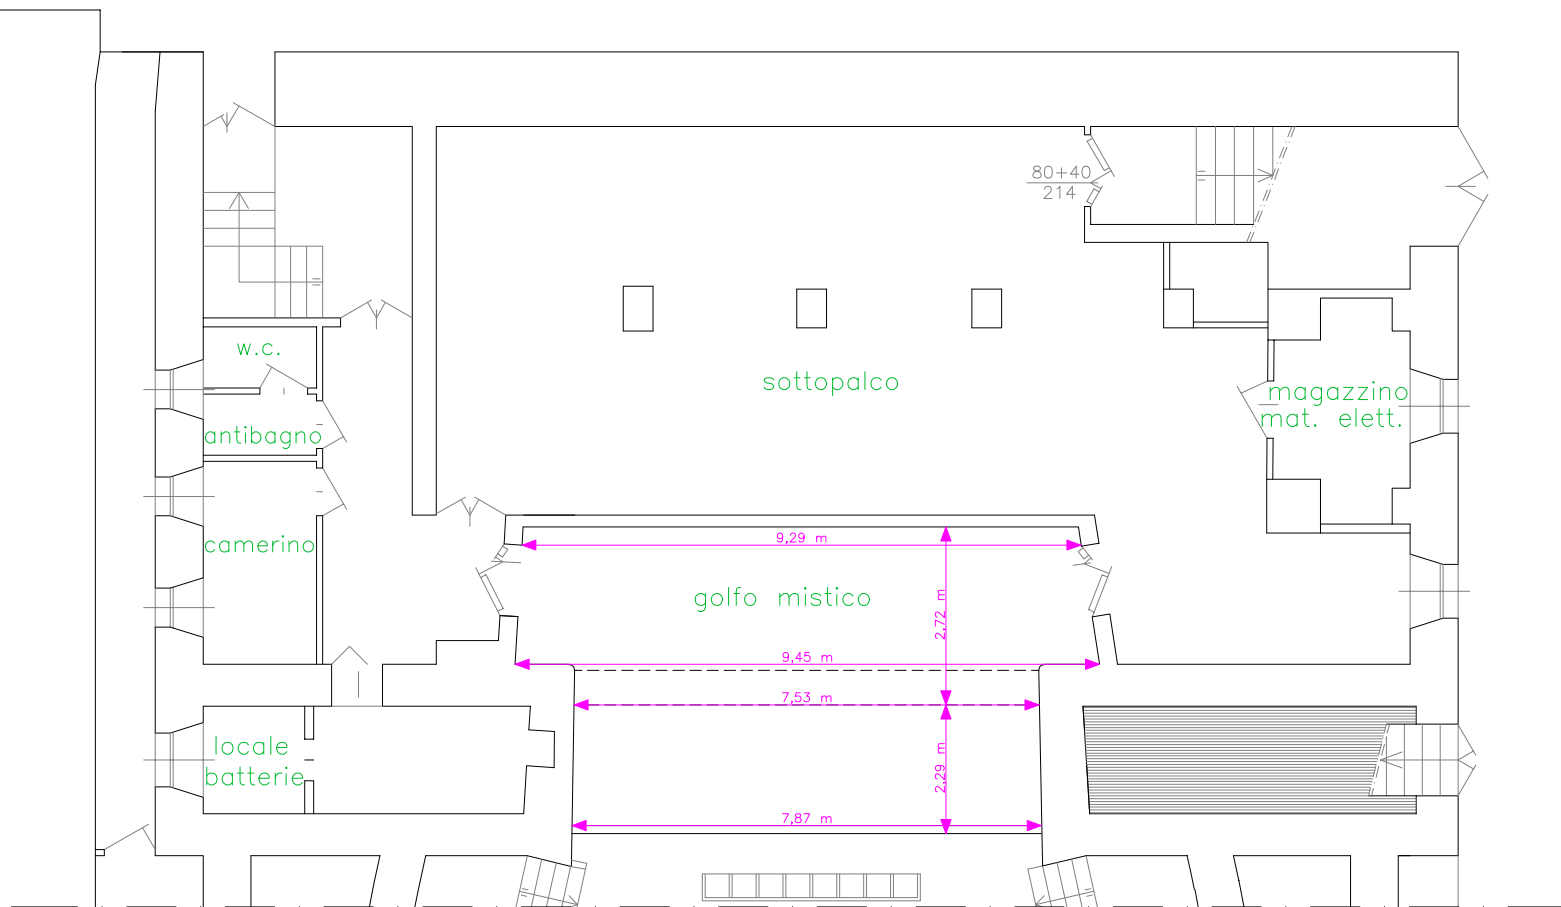 80+40
214
w.c.
sottopalco
magazzino
mat. elett.
antibagno
camerino
9,29 m
golfo mistico
2,72 m
9,45 m
7,53 m
locale
batterie
2,29 m
7,87 m